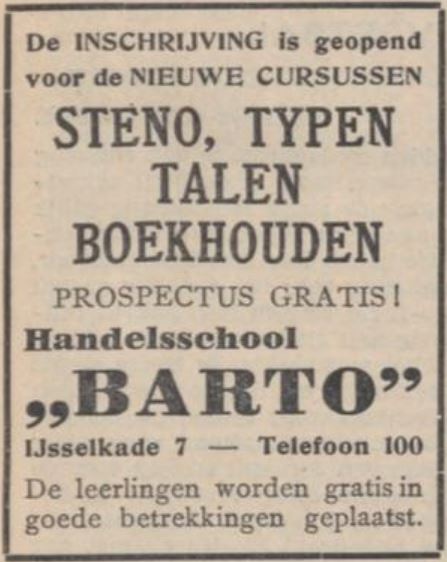 De INSCHRIJVING is geopend
voor de NIEUWE CURSUSSEN
STENO, TYPEN
TALEN
BOEKHOUDEN
PROSPECTUS GRATIS!
Handelsschool
„BARTO”
IJsselkade 7 — Telefoon 100
De leerlingen worden gratis in
goede betrekkingen geplaatst.